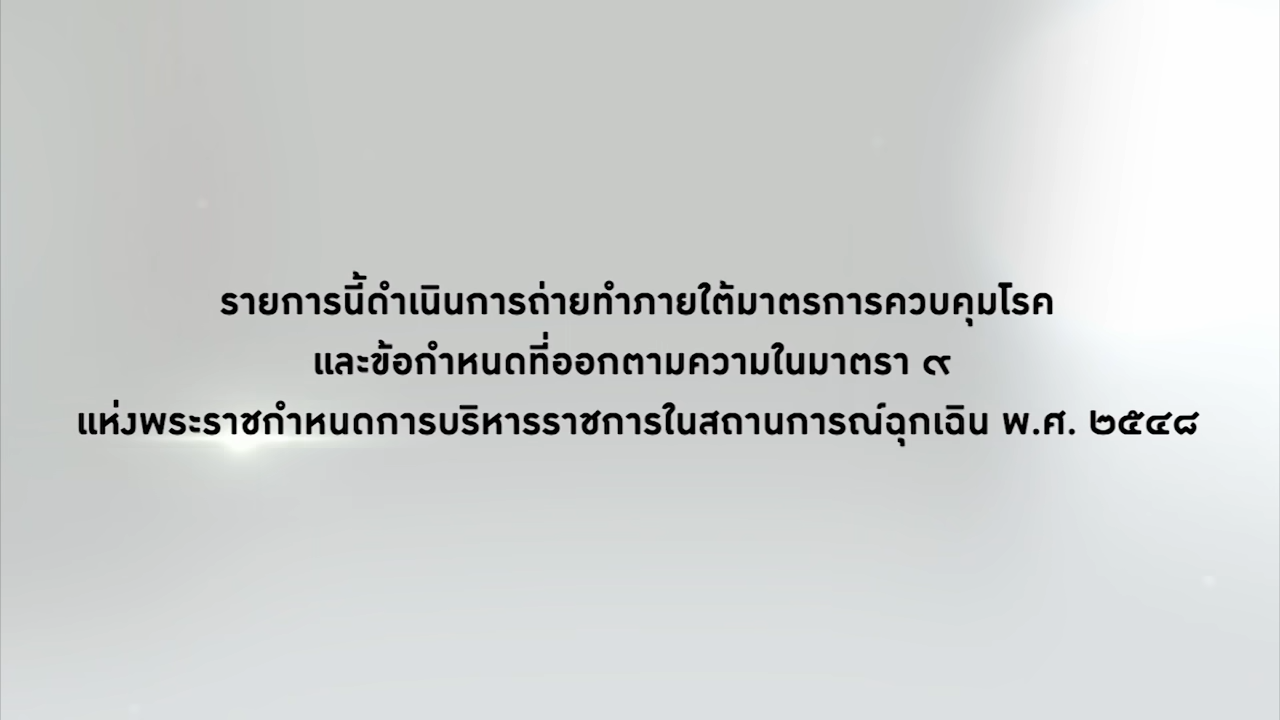 รายการนี้ดำเนินการถ่ายทำภายใต้มาตรการควบคุมโรค
และข้อกำหนดที่ออกตามความในมาตรา ๙
แห่งพระราชกำหนดการบริหารราชการในสถานการณ์ฉุกเฉิน พ.ศ. ๒๕๔๘